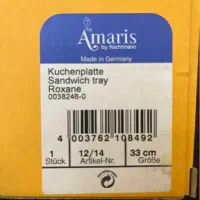 Amaris
by Nachtmann
Made in Germany
Kuchenplatte
Sandwich tray
Roxane
0038246-0
4 003762 108492
1 12/14 33 cm
Stück Artikel-Nr. Größe